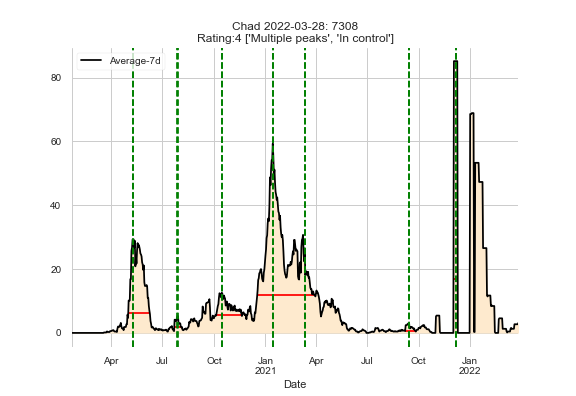 Chad 2022-03-28: 7308
Rating:4 ['Multiple peaks', 'In control']
Average-7d
80
60
40
20
0
Apr Jul Oct Jan Apr Jul Oct Jan
2021 2022
Date